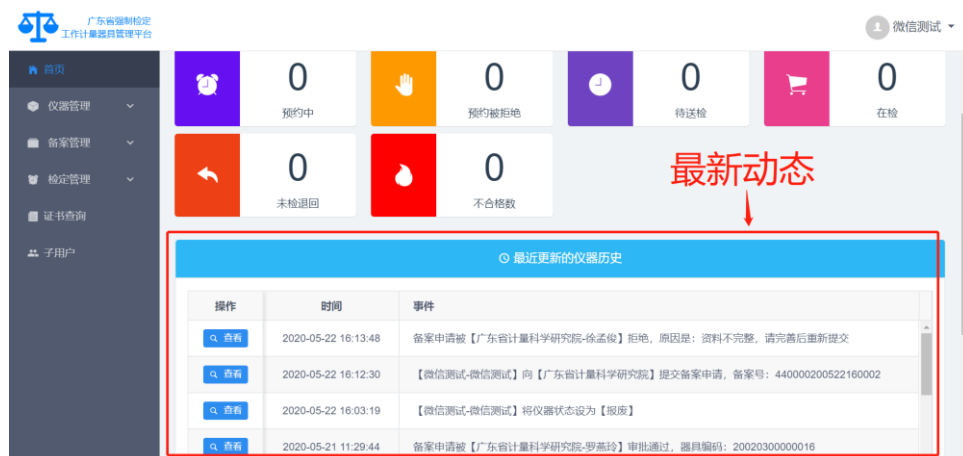 广东省强制检定
工作计量器具管理平台
微信测试
首页
仪器管理
备案管理
检定管理
证书查询
子用户
0
预约中
0
预约被拒绝
0
待送检
0
在检
0
未检退回
0
不合格数
最新动态
最近更新的仪器历史
操作 时间 事件
查看 2020-05-22 16:13:48 备案申请被【广东省计量科学研究院-徐孟俊】拒绝，原因是：资料不完整，请完善后重新提交
查看 2020-05-22 16:12:30 【微信测试-微信测试】向【广东省计量科学研究院】提交备案申请，备案号：440000200522160002
查看 2020-05-22 16:03:19 【微信测试-微信测试】将仪器状态设为【报废】
查看 2020-05-21 11:29:44 备案申请被【广东省计量科学研究院-罗燕玲】审批通过，器具编码：20020300000016